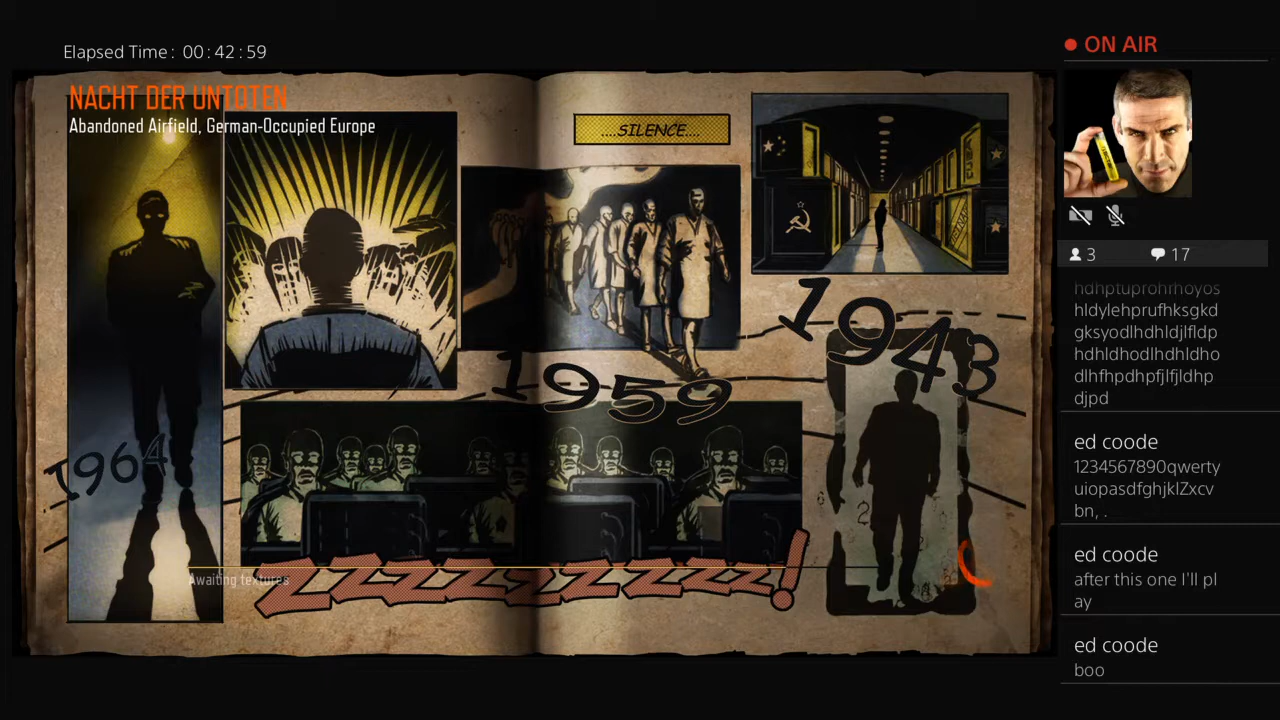 Elapsed Time: 00:42:59
ON AIR
NACHT DER UNTOTEN
Abandoned Airfield, German-Occupied Europe
....SILENCE....
3 17
hdhptuprohrhoyos
hldylehprufhksgkd
gksyodlhdhldjlfldp
hdhldhodlhdhldho
dlhfhpdhpfjlfjldhp
djpd
1943
1959
1964
ed coode
1234567890qwerty
uiopasdfghjklZxcv
bn, .
ed coode
after this one I'll pl
ay
Awaiting textures
ZZZZZZZZZ!
ed coode
boo